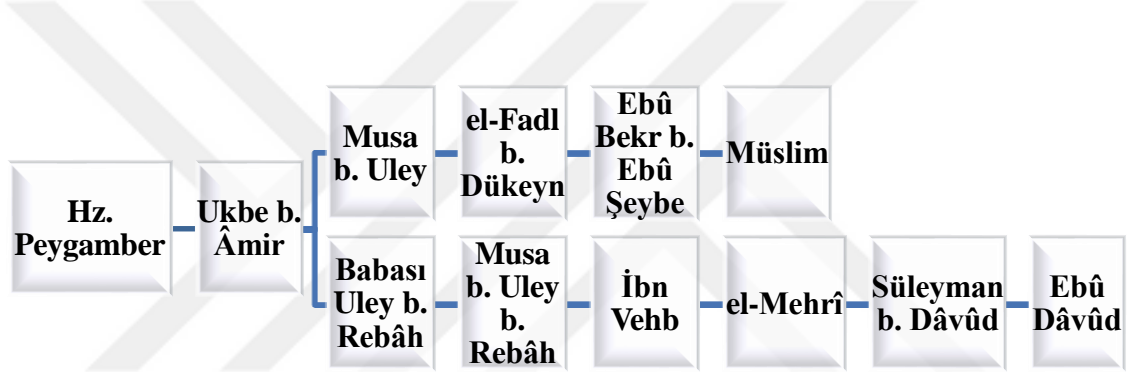 Hz.
Peygamber
Ukbe b.
Âmir
Musa
b. Uley
el-Fadl
b.
Dükeyn
Ebû
Bekr b.
Ebû
Şeybe
Müslim
Babası
Uley b.
Rebâh
Musa
b. Uley
b.
Rebâh
İbn
Vehb
el-Mehrî
Süleyman
b. Dâvûd
Ebû
Dâvûd